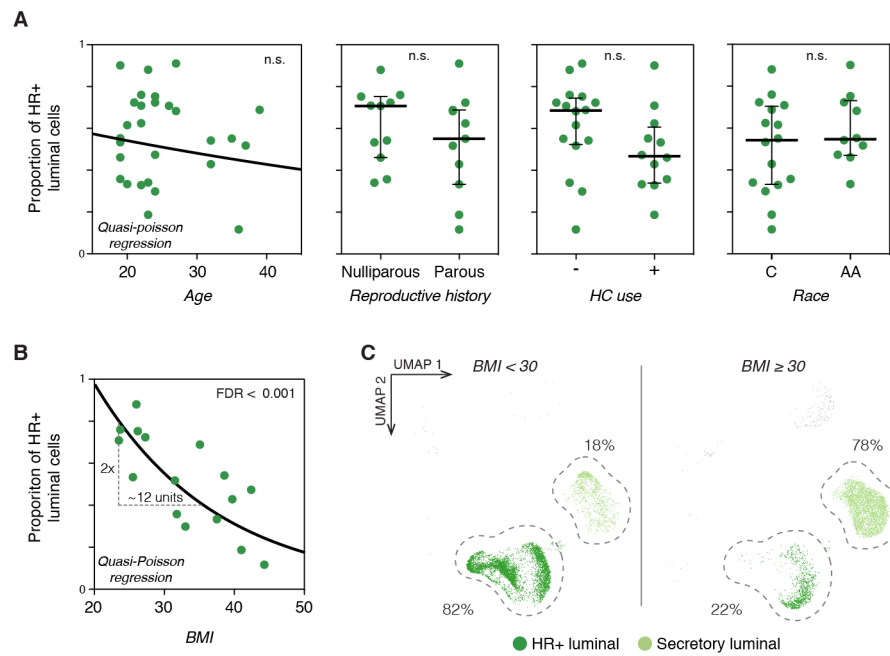 A
Proportion of HR+
luminal cells
1
0
n.s.
Quasi-poisson
regression
20 30 40
Age
n.s.
Nulliparous Parous
Reproductive history
n.s.
- +
HC use
n.s.
C AA
Race
B
Proporiton of HR+
luminal cells
1
0
FDR < 0.001
2x
~12 units
Quasi-Poisson
regression
20 30 40 50
BMI
C
UMAP 1
UMAP 2
BMI < 30
BMI ≥ 30
18%
82%
78%
22%
HR+ luminal Secretory luminal